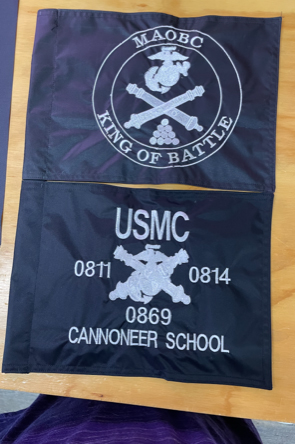 MAOBC
KING OF BATTLE
USMC
0811 0814
0869
CANNONEER SCHOOL